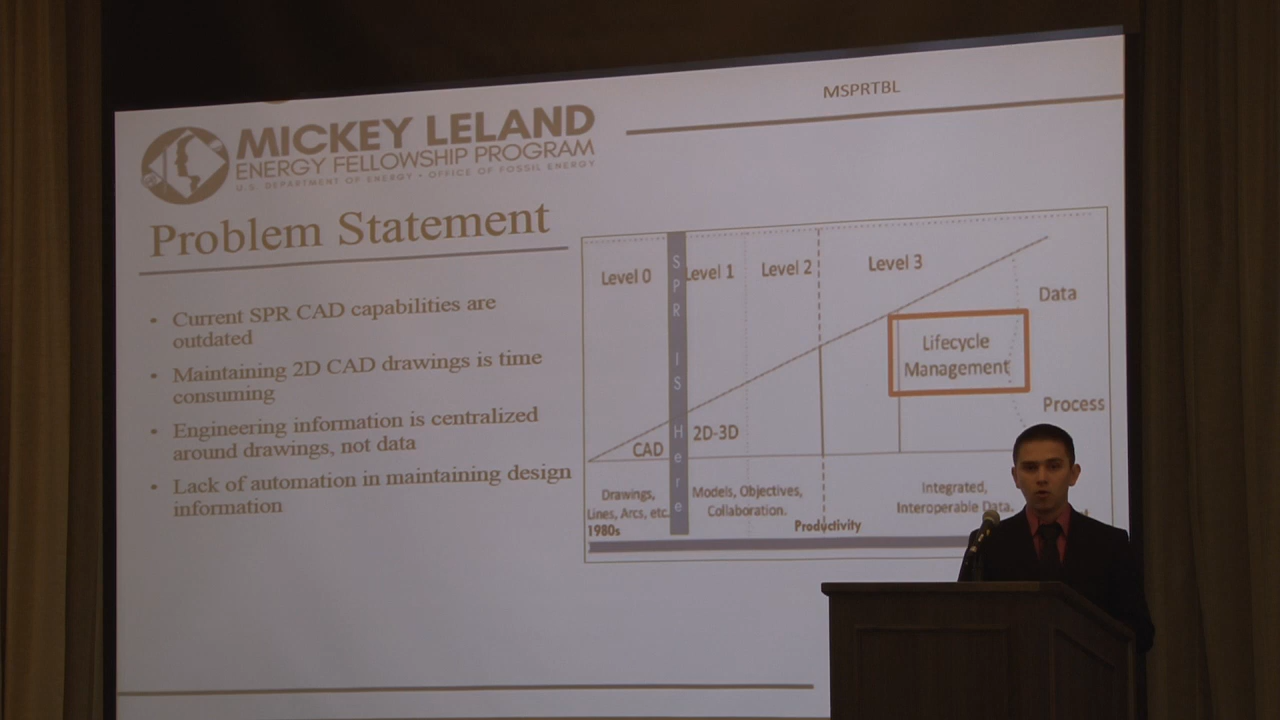 MSPRTBL
MICKEY LELAND
ENERGY FELLOWSHIP PROGRAM
U.S. DEPARTMENT OF ENERGY • OFFICE OF FOSSIL ENERGY
Problem Statement
• Current SPR CAD capabilities are
outdated
• Maintaining 2D CAD drawings is time
consuming
• Engineering information is centralized
around drawings, not data
• Lack of automation in maintaining design
information
Level 0
SPR IS Here
Level 1
Level 2
Level 3
Data
Lifecycle
Management
Process
CAD
2D-3D
Drawings,
Lines, Arcs, etc.
1980s
Models, Objectives,
Collaboration.
Integrated,
Interoperable Data.
Productivity